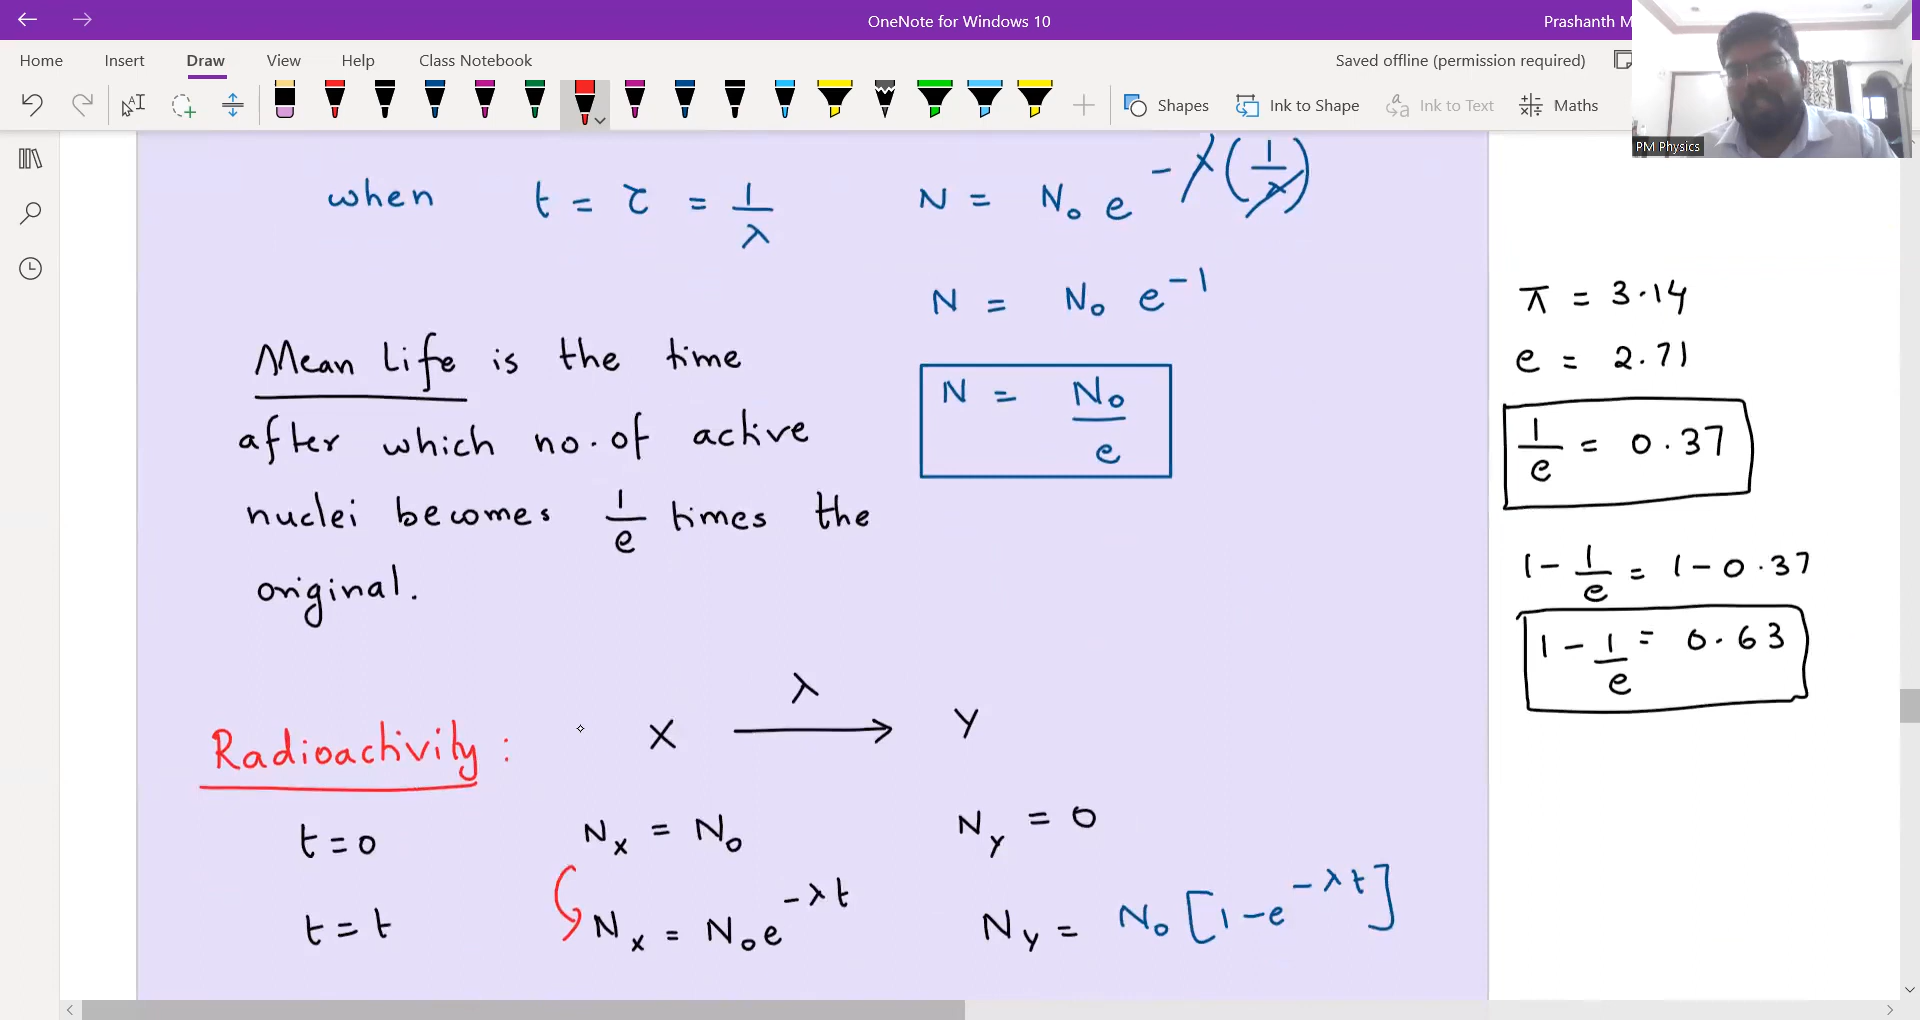 OneNote for Windows 10
Prashanth M
Home Insert Draw View Help Class Notebook
Saved offline (permission required)
Shapes Ink to Shape Ink to Text Maths
PM Physics
when t = τ = 1/λ N = N₀ e^(-λ(1/λ))
N = N₀ e^(-1)
N = N₀/e
Mean Life is the time
after which no. of active
nuclei becomes 1/e times the
original.
π = 3.14
e = 2.71
1/e = 0.37
1 - 1/e = 1 - 0.37
1 - 1/e = 0.63
Radioactivity : X →(λ) Y
t = 0 N_x = N₀ N_y = 0
t = t N_x = N₀e^(-λt) N_y = N₀[1-e^(-λt)]